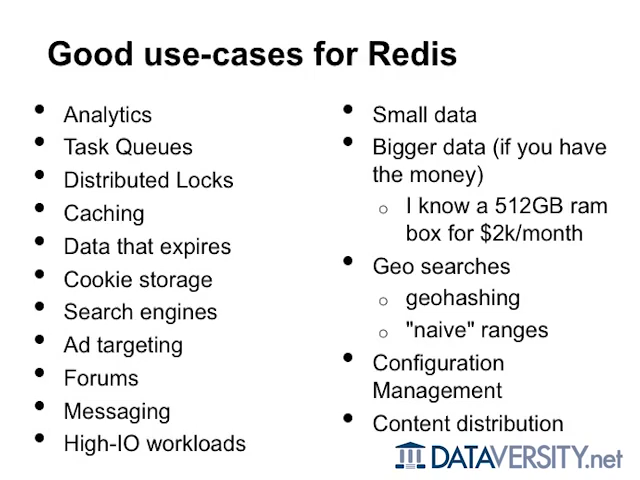 Good use-cases for Redis
Analytics
Task Queues
Distributed Locks
Caching
Data that expires
Cookie storage
Search engines
Ad targeting
Forums
Messaging
High-IO workloads
Small data
Bigger data (if you have
the money)
I know a 512GB ram
box for $2k/month
Geo searches
geohashing
"naive" ranges
Configuration
Management
Content distribution
DATAVERSITY.net